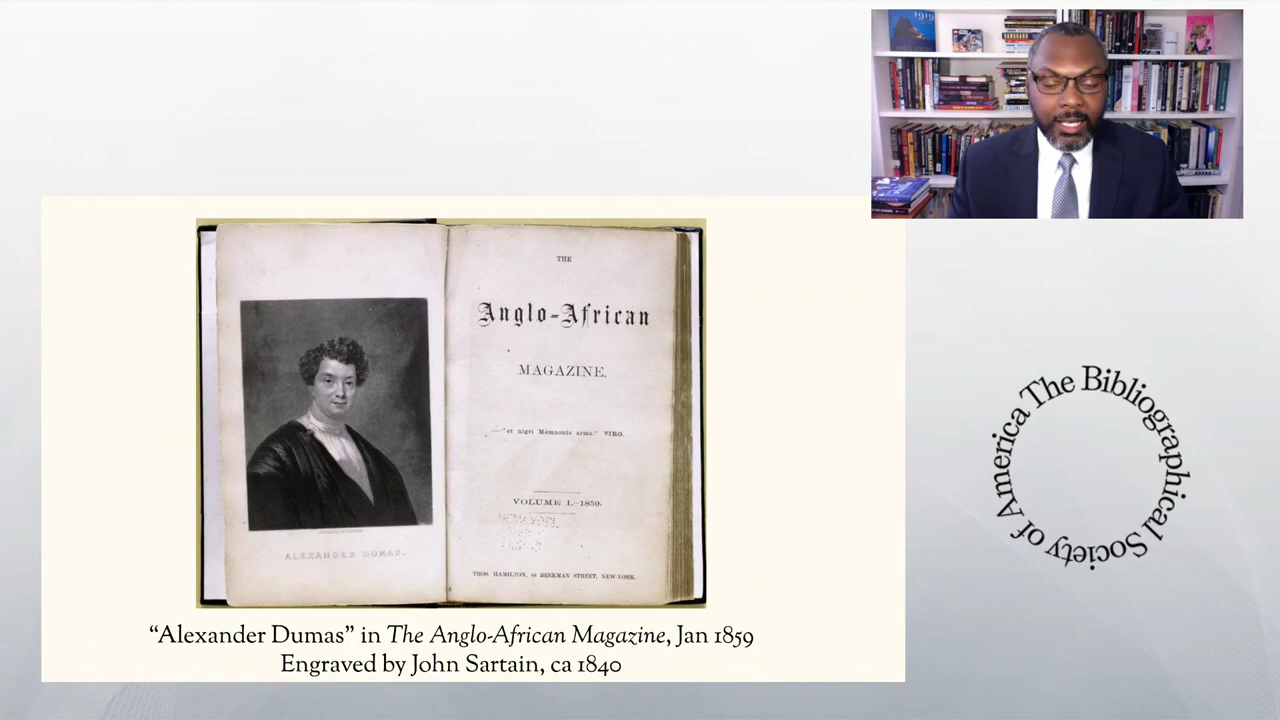 1919
VANGUARD
THE
Anglo-African
MAGAZINE.
—"et nigri Memnonis arma." VIRG.
VOLUME I.—1859.
THOS. HAMILTON, 48 BEEKMAN STREET, NEW-YORK.
ALEXANDER DUMAS.
“Alexander Dumas” in The Anglo-African Magazine, Jan 1859
Engraved by John Sartain, ca 1840
The Bibliographical Society of America